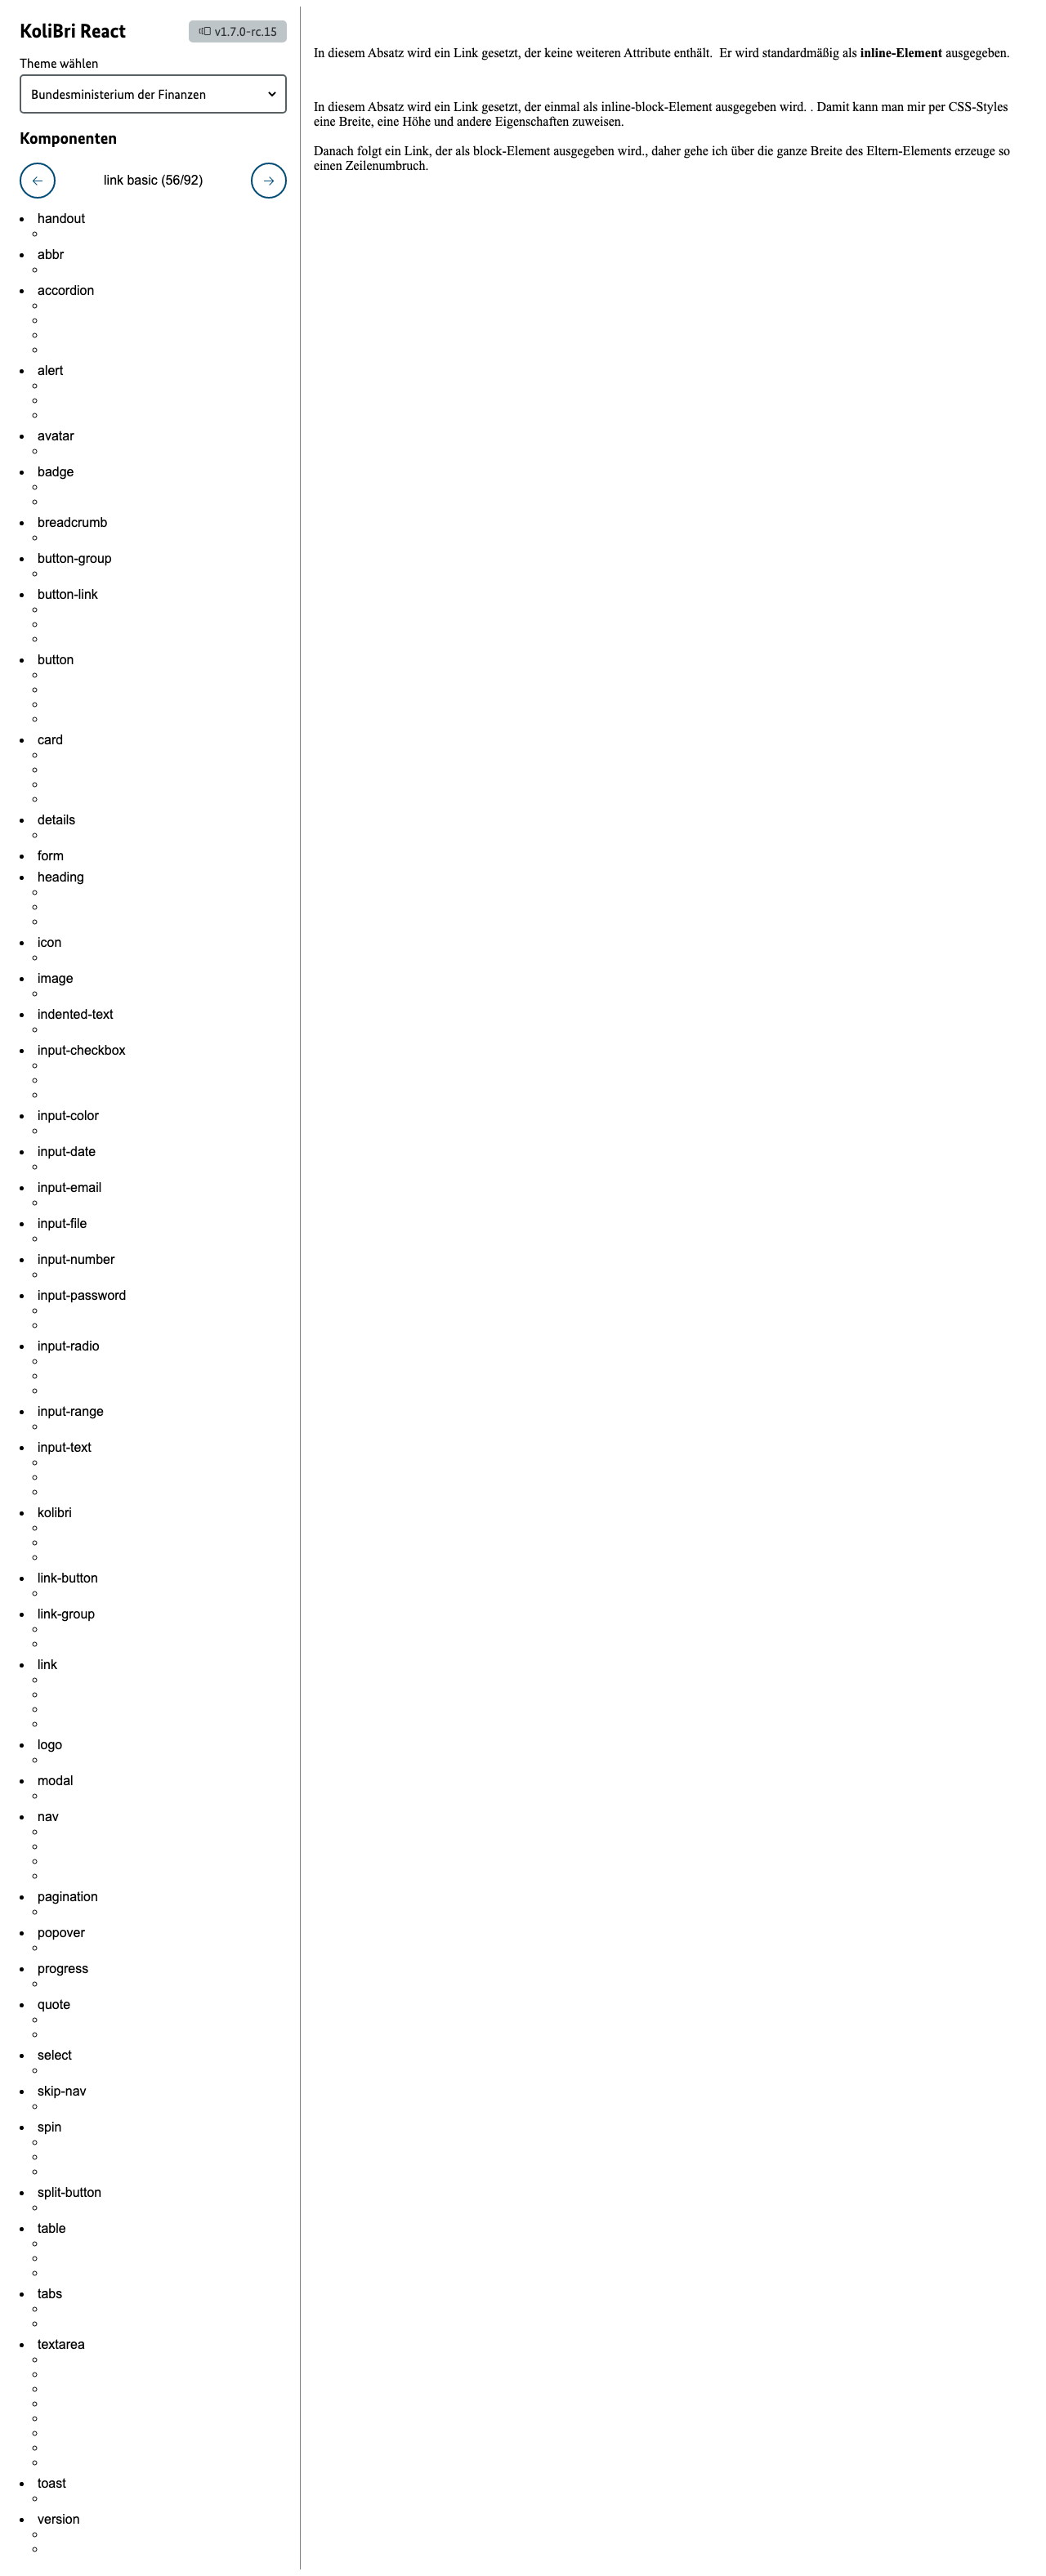 KoliBri React
v1.7.0-rc.15
Theme wählen
Bundesministerium der Finanzen
Komponenten
link basic (56/92)
handout
abbr
accordion
alert
avatar
badge
breadcrumb
button-group
button-link
button
card
details
form
heading
icon
image
indented-text
input-checkbox
input-color
input-date
input-email
input-file
input-number
input-password
input-radio
input-range
input-text
kolibri
link-button
link-group
link
logo
modal
nav
pagination
popover
progress
quote
select
skip-nav
spin
split-button
table
tabs
textarea
toast
version
In diesem Absatz wird ein Link gesetzt, der keine weiteren Attribute enthält.  Er wird standardmäßig als inline-Element ausgegeben.
In diesem Absatz wird ein Link gesetzt, der einmal als inline-block-Element ausgegeben wird. . Damit kann man mir per CSS-Styles
eine Breite, eine Höhe und andere Eigenschaften zuweisen.
Danach folgt ein Link, der als block-Element ausgegeben wird., daher gehe ich über die ganze Breite des Eltern-Elements erzeuge so
einen Zeilenumbruch.